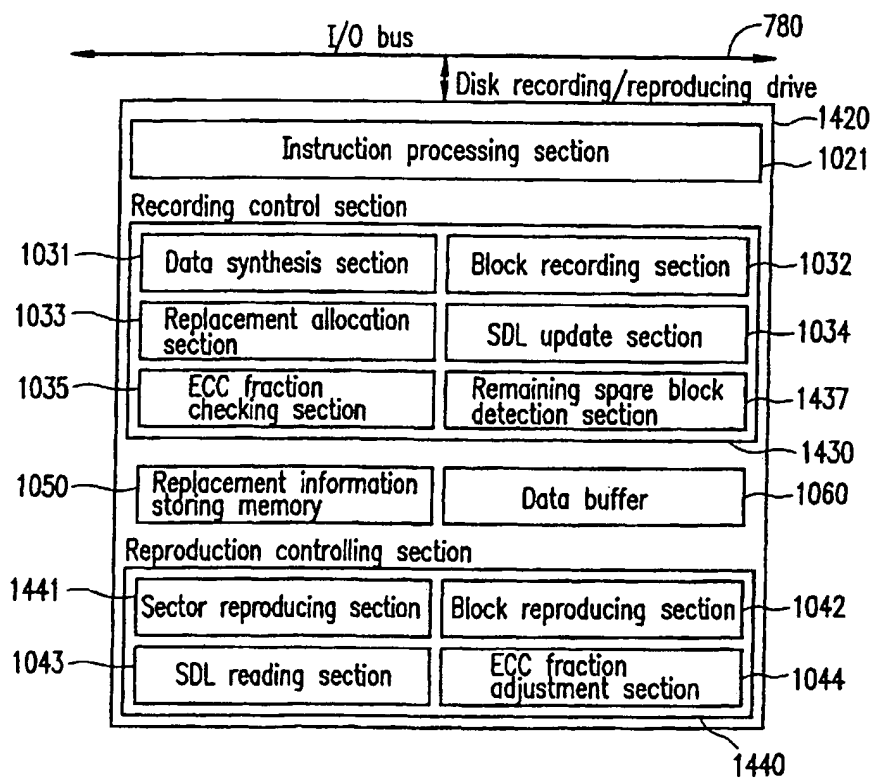 I/O bus
780
Disk recording/reproducing drive
1420
Instruction processing section
1021
Recording control section
1031
Data synthesis section
Block recording section
1032
1033
Replacement allocation
section
SDL update section
1034
1035
ECC fraction
checking section
Remaining spare block
detection section
1437
1430
1050
Replacement information
storing memory
Data buffer
1060
Reproduction controlling section
1441
Sector reproducing section
Block reproducing section
1042
1043
SDL reading section
ECC fraction
adjustment section
1044
1440